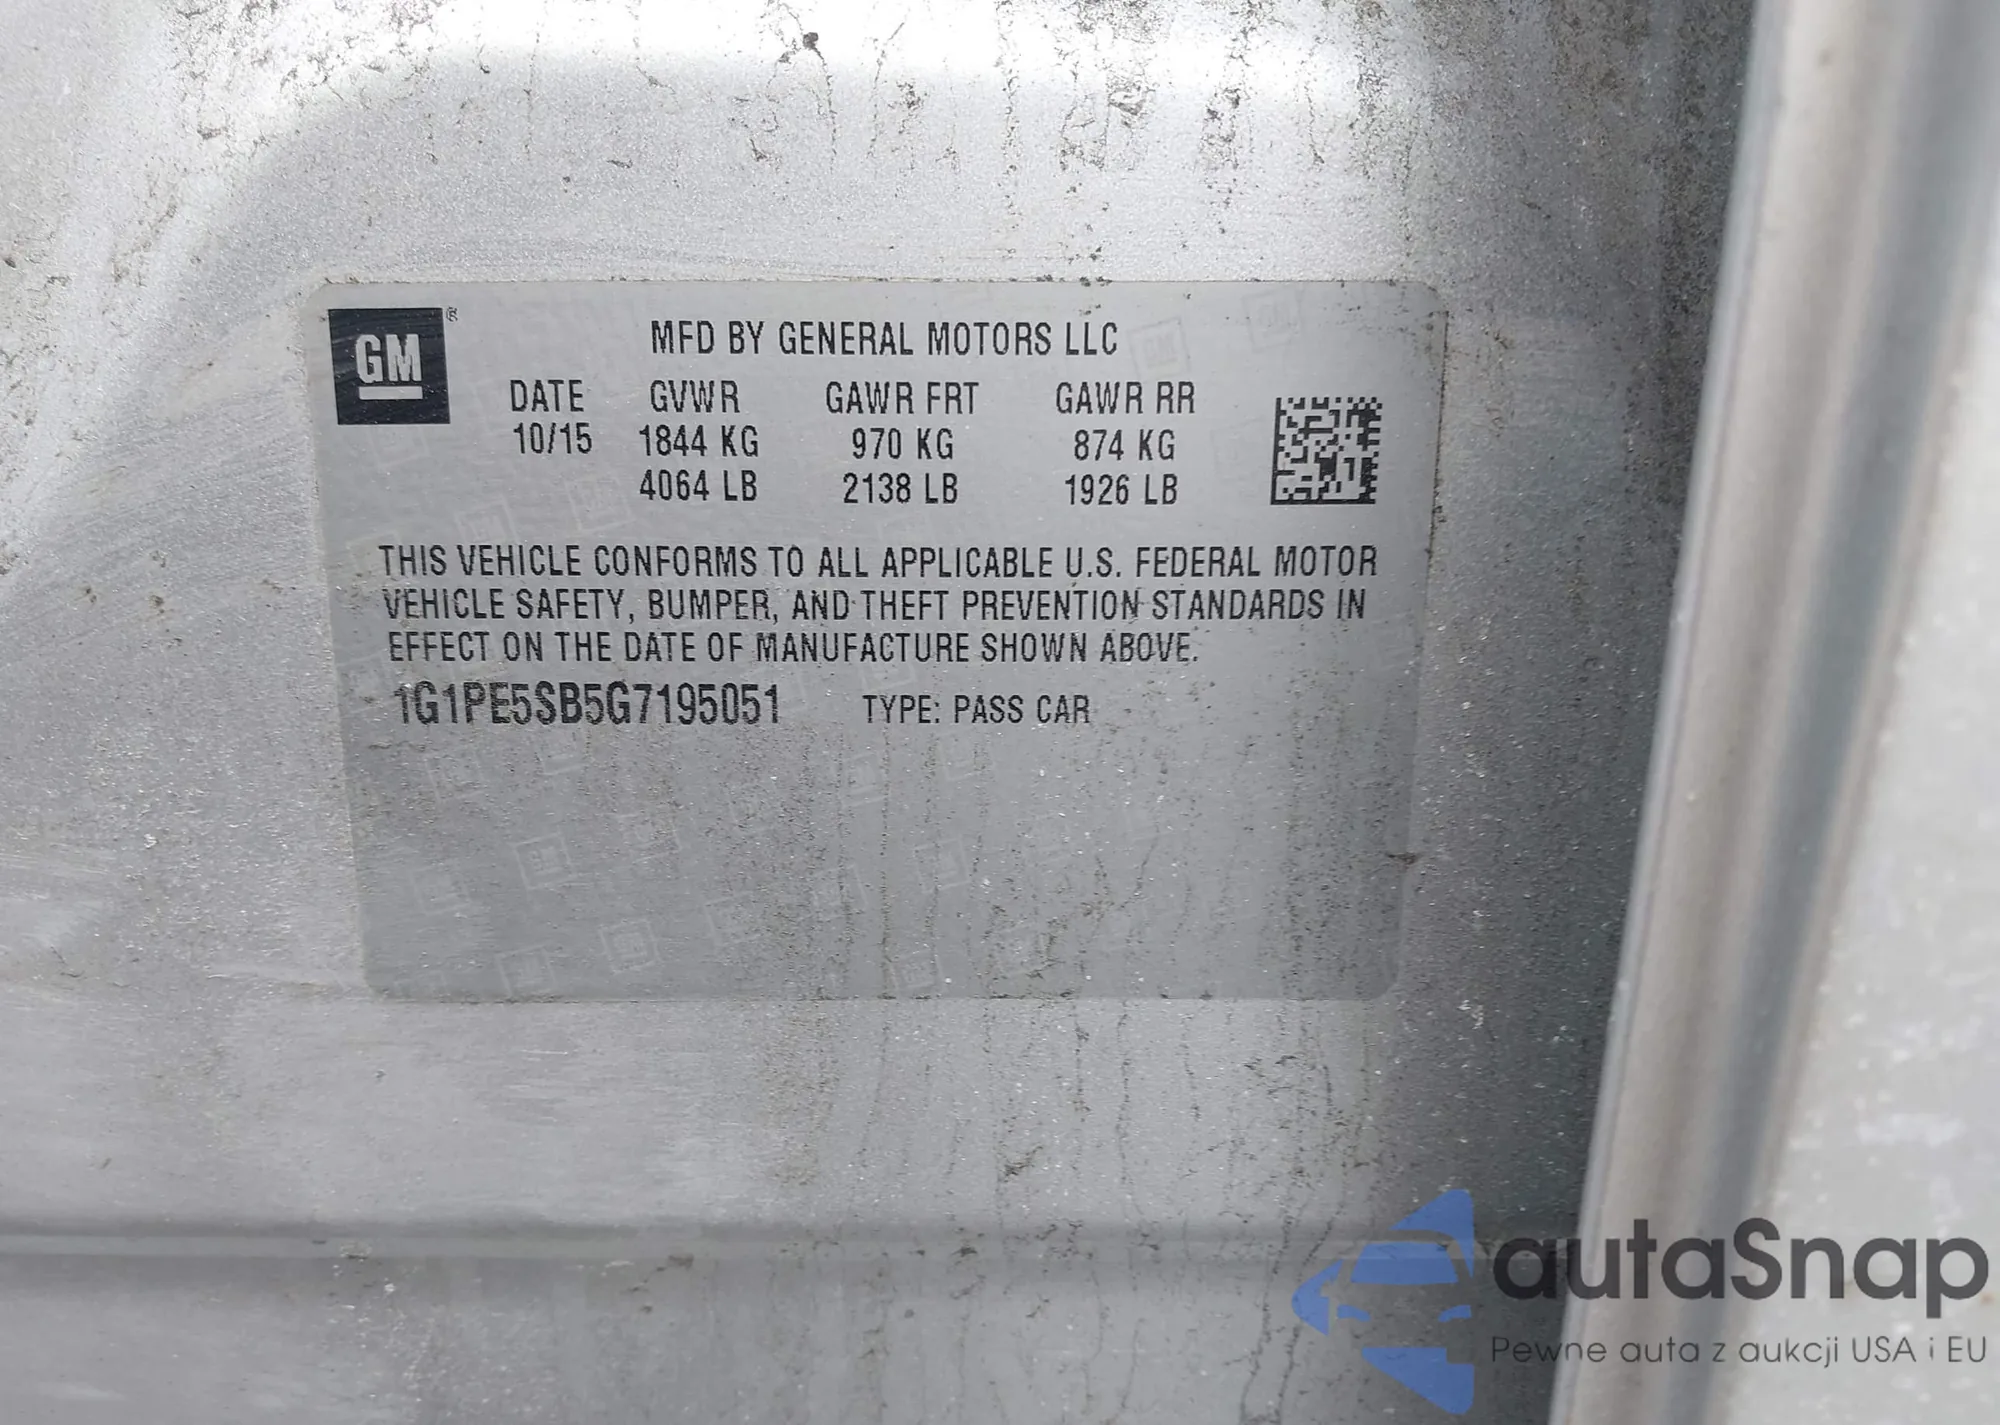 GM®
MFD BY GENERAL MOTORS LLC
DATE GVWR GAWR FRT GAWR RR
10/15 1844 KG 970 KG 874 KG
4064 LB 2138 LB 1926 LB
THIS VEHICLE CONFORMS TO ALL APPLICABLE U.S. FEDERAL MOTOR
VEHICLE SAFETY, BUMPER, AND THEFT PREVENTION STANDARDS IN
EFFECT ON THE DATE OF MANUFACTURE SHOWN ABOVE.
1G1PE5SB5G7195051 TYPE: PASS CAR
autaSnap
Pewne auta z aukcji USA i EU